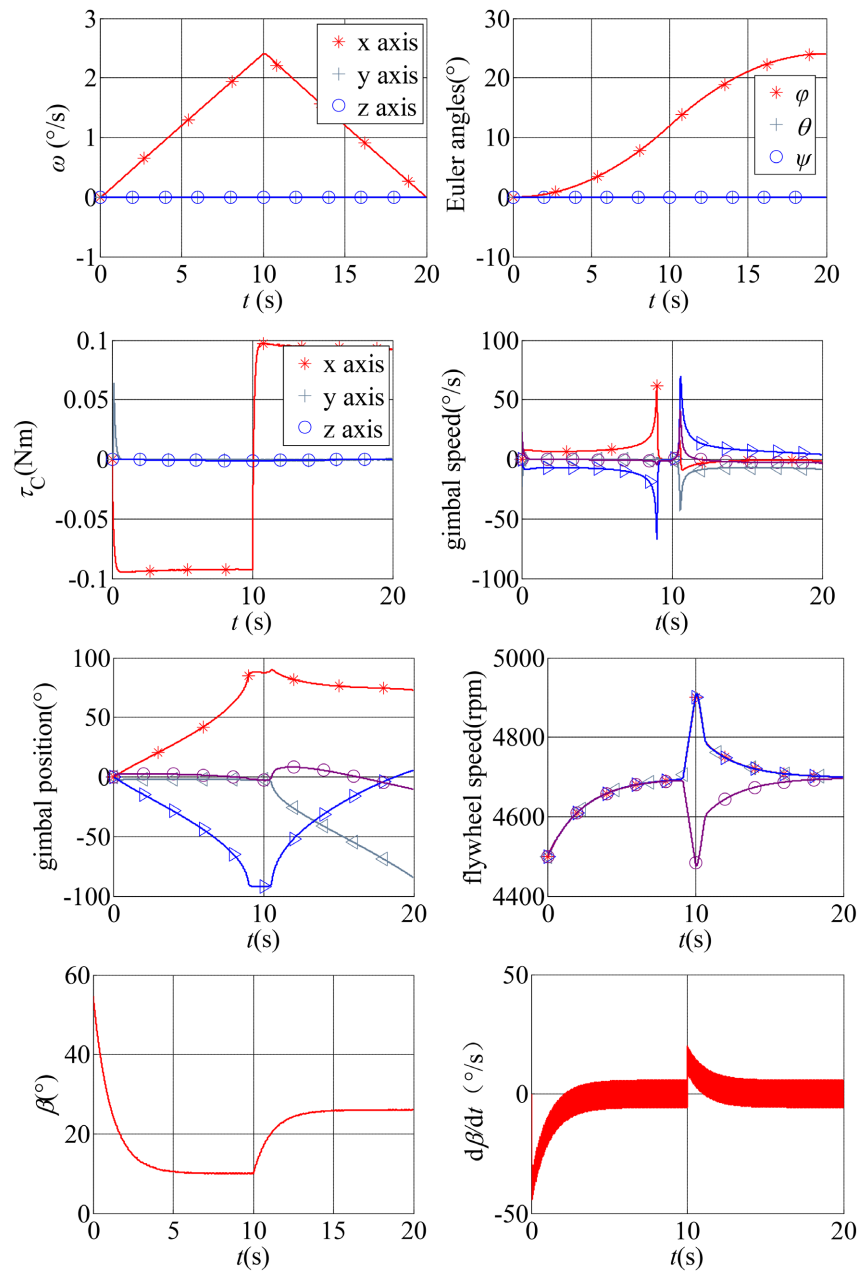 3
2
1
0
-1
0
5
10
15
20
ω (°/s)
t (s)
x axis
y axis
z axis
30
20
10
0
-10
0
5
10
15
20
Euler angles(°)
t (s)
φ
θ
ψ
0.1
0.05
0
-0.05
-0.1
0
10
20
τC(Nm)
t (s)
x axis
y axis
z axis
100
50
0
-50
-100
0
10
20
gimbal speed(°/s)
t (s)
100
50
0
-50
-100
0
10
20
gimbal position(°)
t(s)
5000
4800
4600
4400
0
10
20
flywheel speed(rpm)
t(s)
60
40
20
0
0
5
10
15
20
β(°)
t(s)
50
0
-50
0
5
10
15
20
dβ/dt（°/s）
t(s)